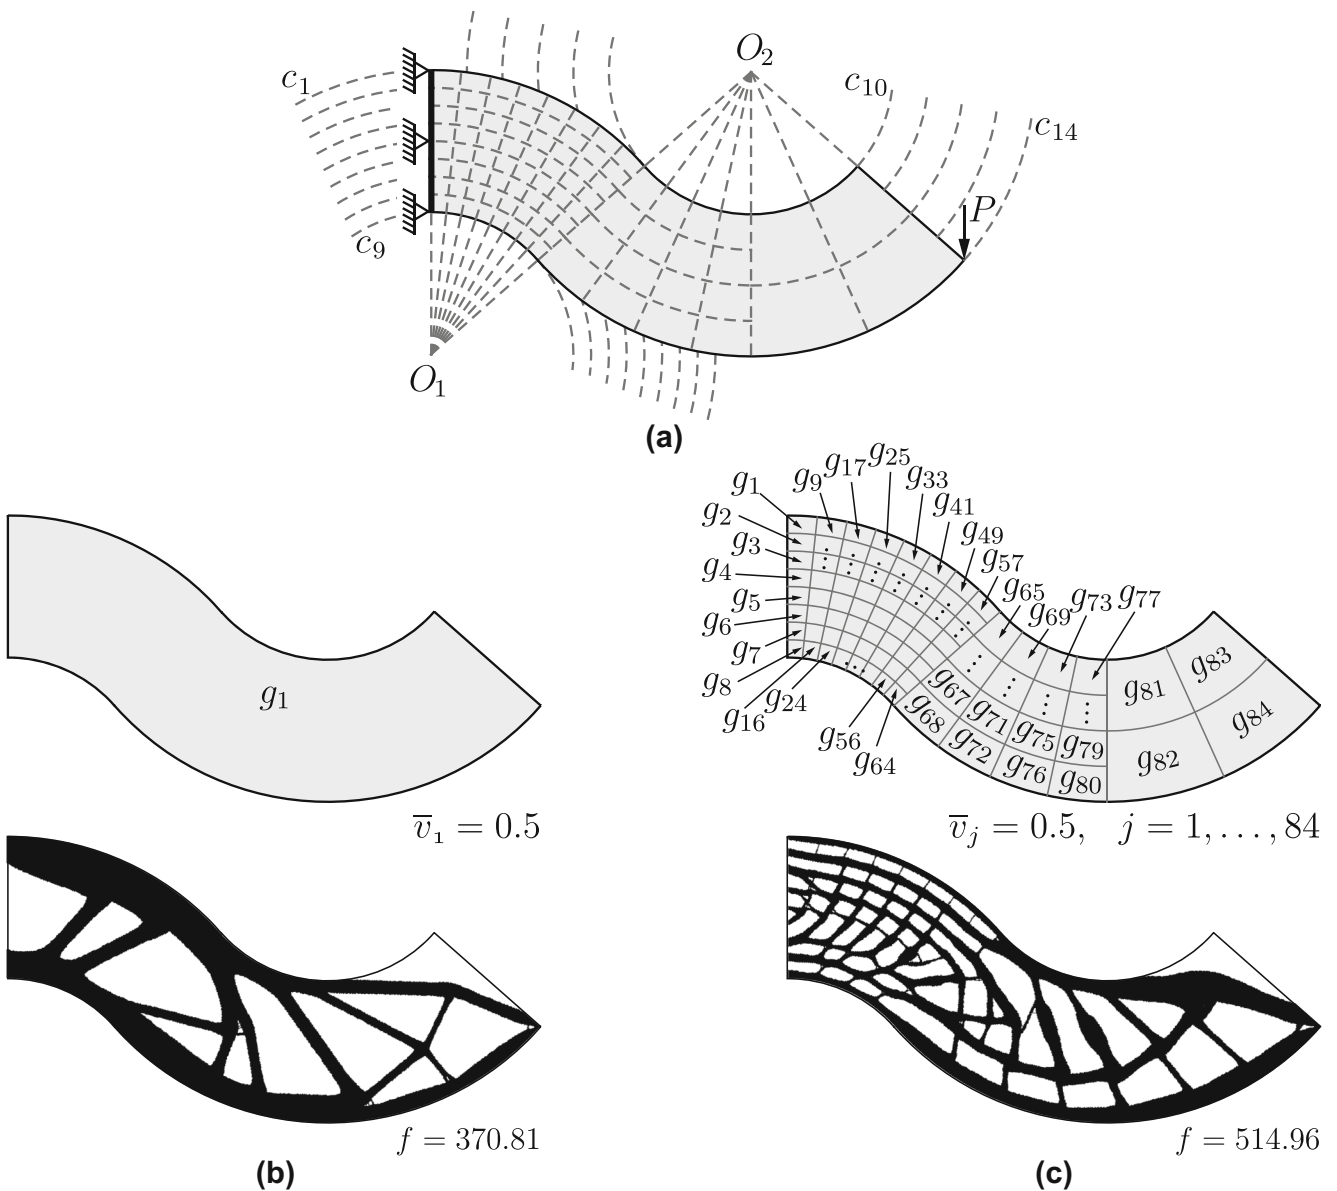 O₂
c₁
c₁₀
c₁₄
P
c₉
O₁
(a)
g₁ g₉ g₁₇ g₂₅ g₃₃
g₂ g₄₁
g₃ g₄₉
g₄ g₅₇
g₅ g₆₅ g₆₉ g₇₃ g₇₇
g₆
g₇ g₈₃
g₈ g₆₇ g₈₁
g₁₆ g₂₄ g₆₈ g₇₁ g₈₄
g₅₆ g₇₂ g₇₅ g₇₉ g₈₂
g₆₄ g₇₆ g₈₀
g₁
v̅₁ = 0.5
v̅ⱼ = 0.5, j = 1, ..., 84
f = 370.81
f = 514.96
(b)
(c)